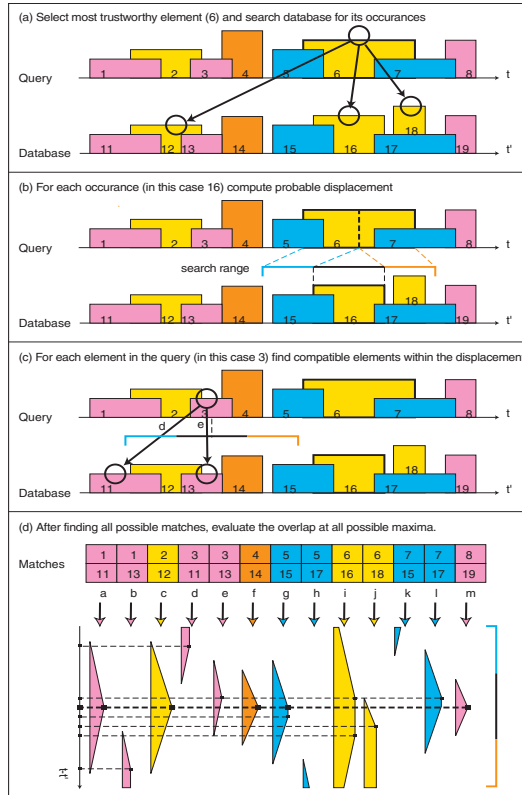 (a) Select most trustworthy element (6) and search database for its occurances
1 2 3 4 5 6 7 8 t
Query
11 12 13 14 15 16 17 18 19 t'
Database
(b) For each occurance (in this case 16) compute probable displacement
1 2 3 4 5 6 7 8 t
Query
search range
11 12 13 14 15 16 17 18 19 t'
Database
(c) For each element in the query (in this case 3) find compatible elements within the displacement
1 2 3 4 5 6 7 8 t
Query
d e
11 12 13 14 15 16 17 18 19 t'
Database
(d) After finding all possible matches, evaluate the overlap at all possible maxima.
1 1 2 3 3 4 5 5 6 6 7 7 8
Matches
11 13 12 11 13 14 15 17 16 18 15 17 19
a b c d e f g h i j k l m
t-t'